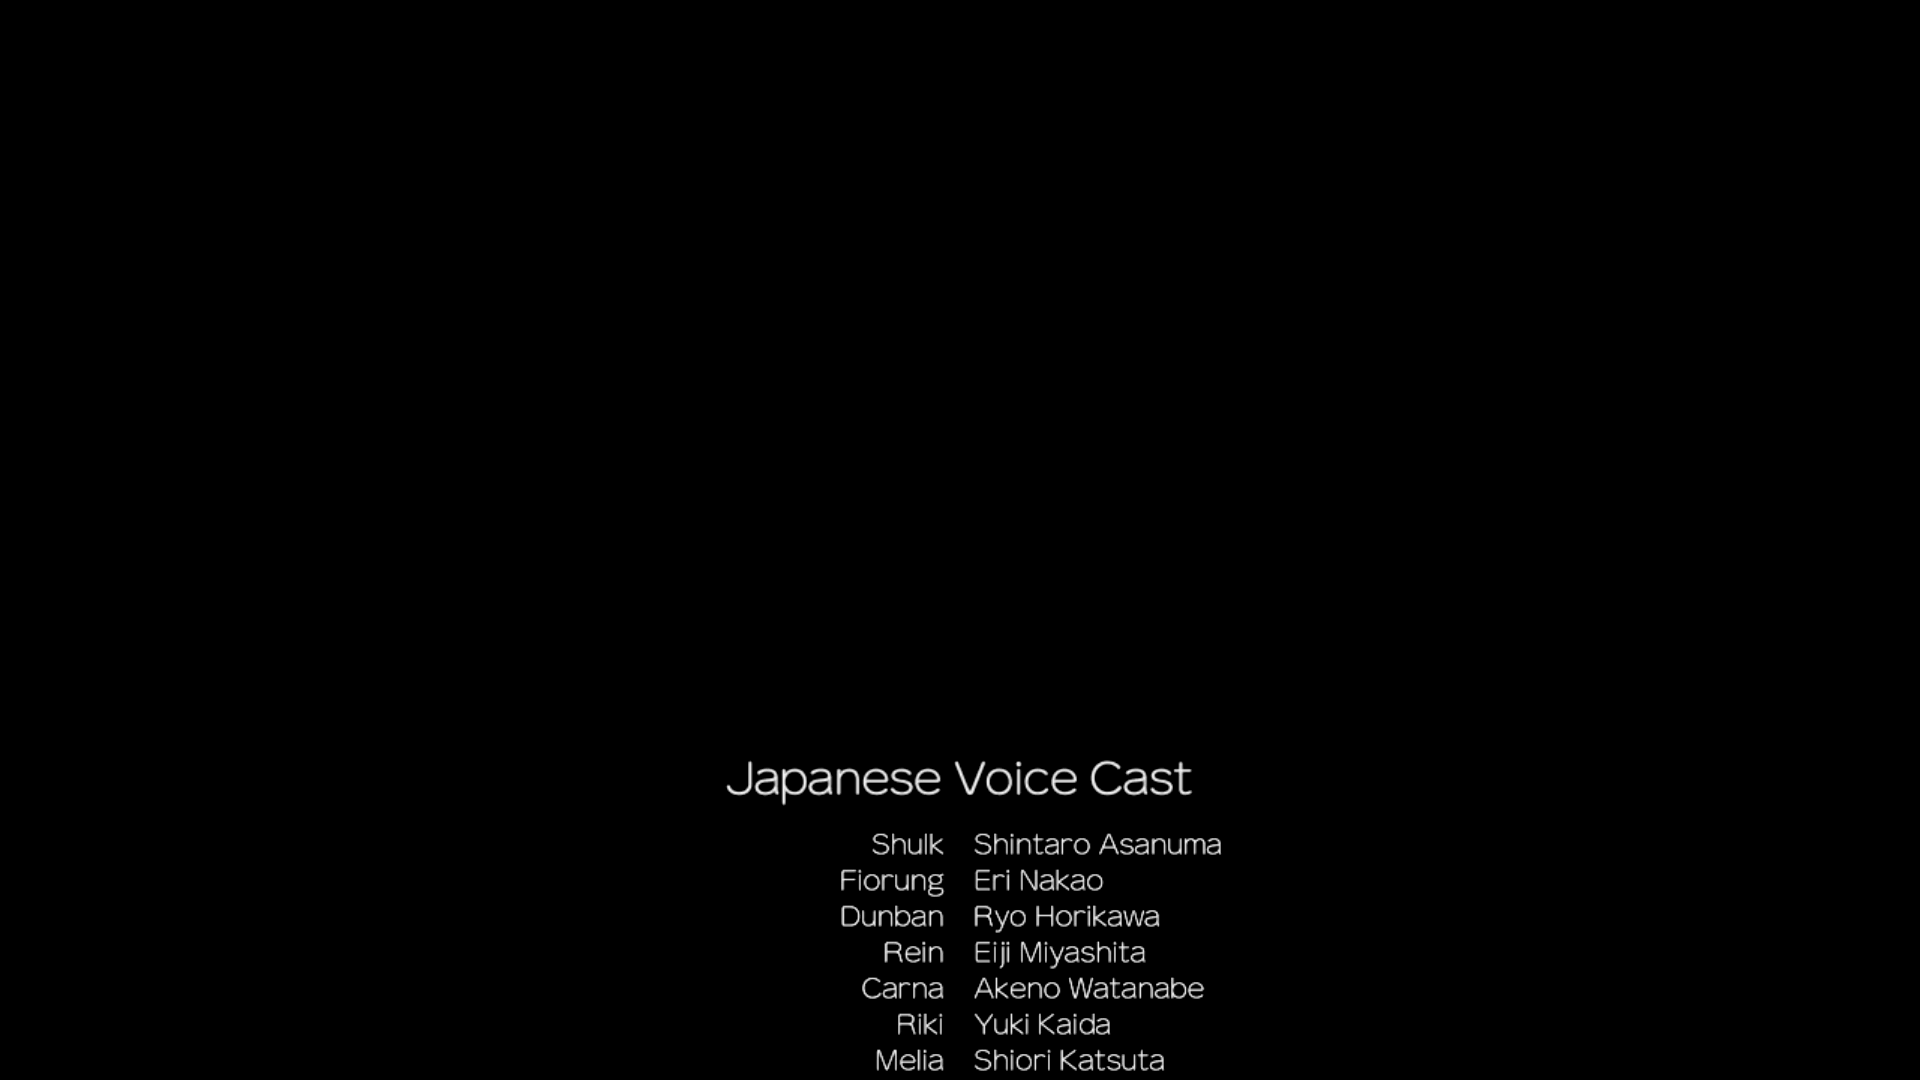 Japanese Voice Cast
Shulk Shintaro Asanuma
Fiorung Eri Nakao
Dunban Ryo Horikawa
Rein Eiji Miyashita
Carna Akeno Watanabe
Riki Yuki Kaida
Melia Shiori Katsuta